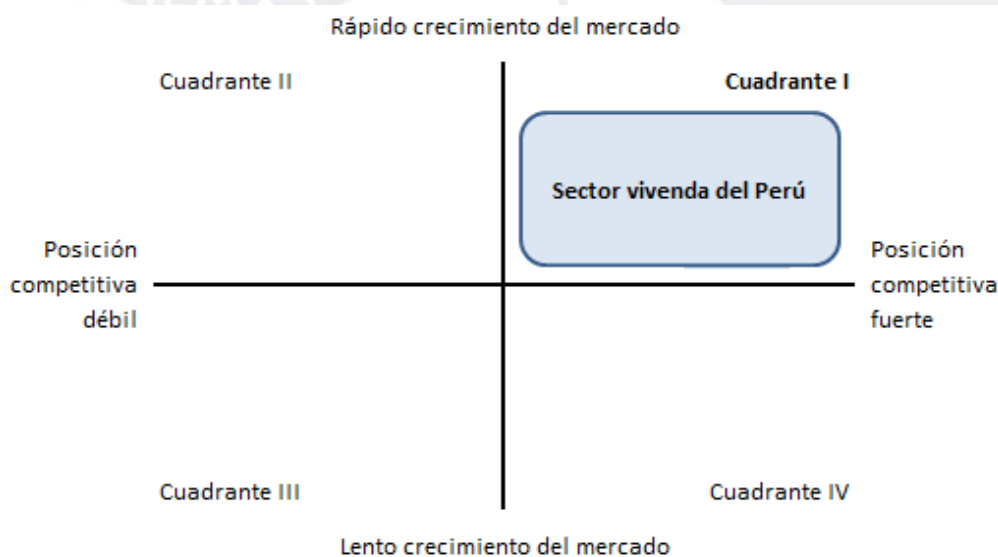 Rápido crecimiento del mercado
Cuadrante II
Cuadrante I
Sector vivenda del Perú
Posición
competitiva
débil
Posición
competitiva
fuerte
Cuadrante III
Cuadrante IV
Lento crecimiento del mercado